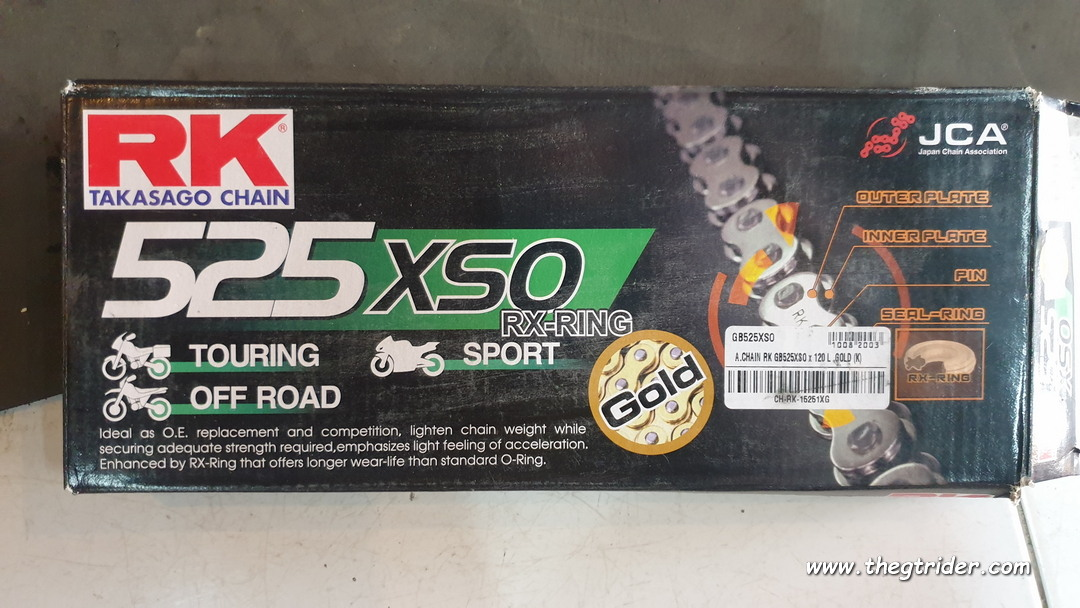 RK®
TAKASAGO CHAIN
JCA®
Japan Chain Association
525XSO
RX-RING
OUTER PLATE
INNER PLATE
PIN
SEAL-RING
RX-RING
RK
TOURING
SPORT
OFF ROAD
Gold
GB525XSO
10082003
A.CHAIN RK GB525XSO x 120 L .GOLD (K)
CH-RK-15251XG
Ideal as O.E. replacement and competition, lighten chain weight while
securing adequate strength required,emphasizes light feeling of acceleration.
Enhanced by RX-Ring that offers longer wear-life than standard O-Ring.
XSO
www.thegtrider.com